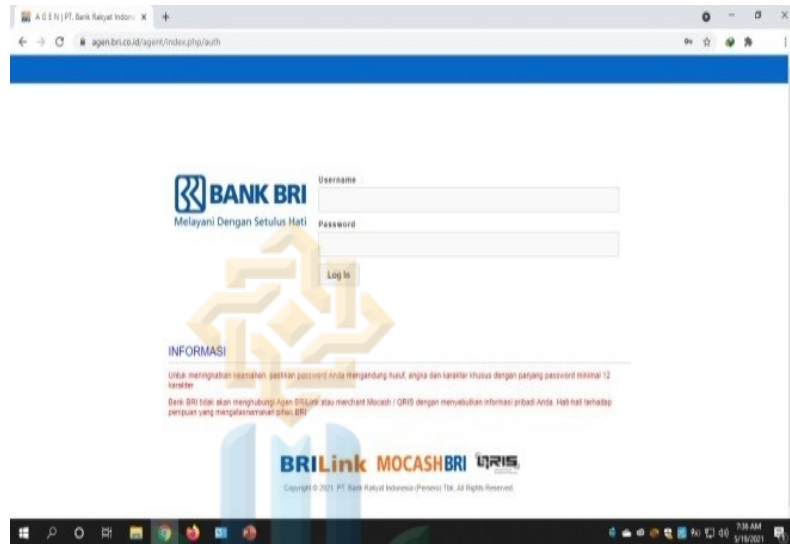 A G E N | PT. Bank Rakyat Indon
agen.bri.co.id/agent/index.php/auth
Username
BANK BRI
Melayani Dengan Setulus Hati
Password
Log In
INFORMASI
Untuk meningkatkan keamanan, pastikan password Anda mengandung huruf, angka dan karakter khusus dengan panjang password minimal 12
karakter
Bank BRI tidak akan menghubungi Agen BRILink atau merchant Mocash / QRIS dengan menyebutkan informasi pribadi Anda. Hati-hati terhadap
penipuan yang mengatasnamakan pihak BRI
BRILink MOCASHBRI QRIS
Copyright © 2021. PT. Bank Rakyat Indonesia (Persero) Tbk. All Rights Reserved.
7:36 AM
5/19/2021